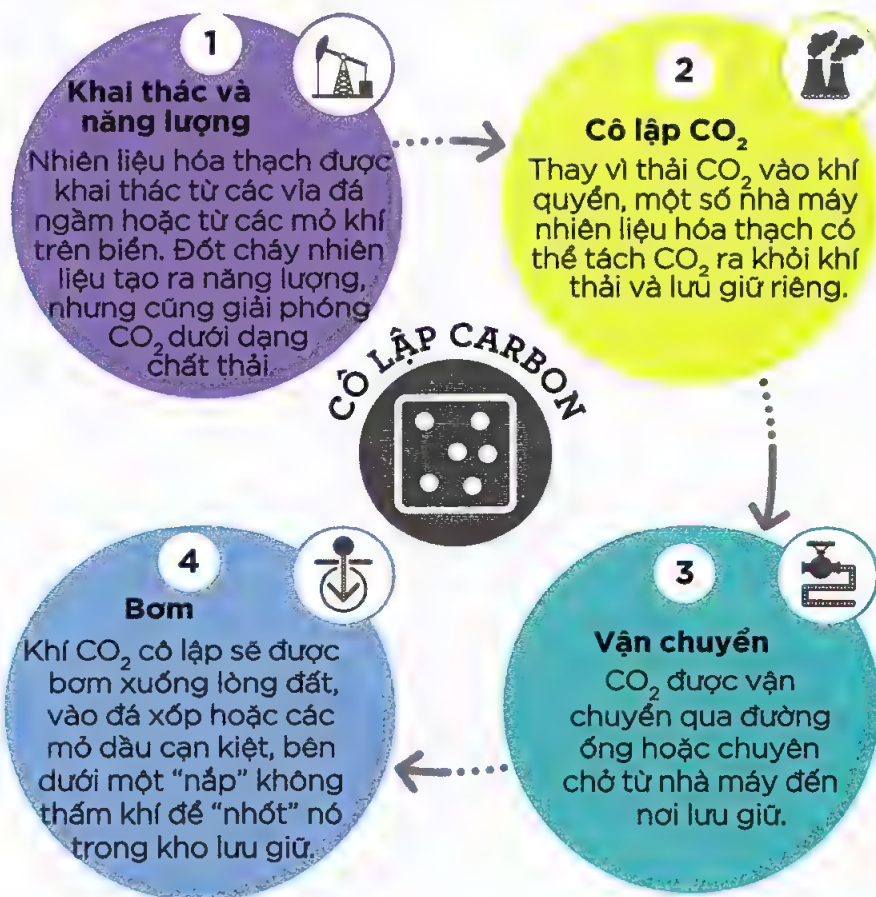 1
Khai thác và
năng lượng
Nhiên liệu hóa thạch được
khai thác từ các vỉa đá
ngầm hoặc từ các mỏ khí
trên biển. Đốt cháy nhiên
liệu tạo ra năng lượng,
nhưng cũng giải phóng
CO₂ dưới dạng
chất thải.
2
Cô lập CO₂
Thay vì thải CO₂ vào khí
quyển, một số nhà máy
nhiên liệu hóa thạch có
thể tách CO₂ ra khỏi khí
thải và lưu giữ riêng.
CÔ LẬP CARBON
3
Vận chuyển
CO₂ được vận
chuyển qua đường
ống hoặc chuyên
chở từ nhà máy đến
nơi lưu giữ.
4
Bơm
Khí CO₂ cô lập sẽ được
bơm xuống lòng đất,
vào đá xốp hoặc các
mỏ dầu cạn kiệt, bên
dưới một “nắp” không
thấm khí để “nhốt” nó
trong kho lưu giữ.